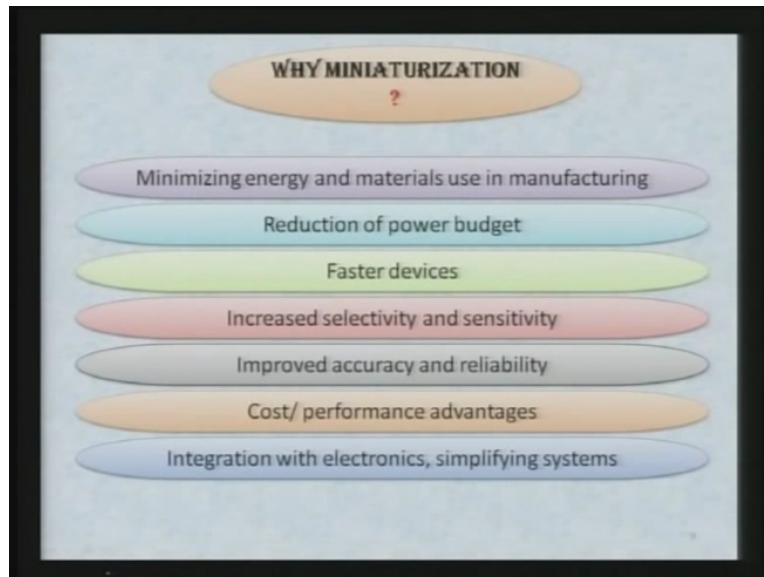 WHY MINIATURIZATION
?
Minimizing energy and materials use in manufacturing
Reduction of power budget
Faster devices
Increased selectivity and sensitivity
Improved accuracy and reliability
Cost/ performance advantages
Integration with electronics, simplifying systems